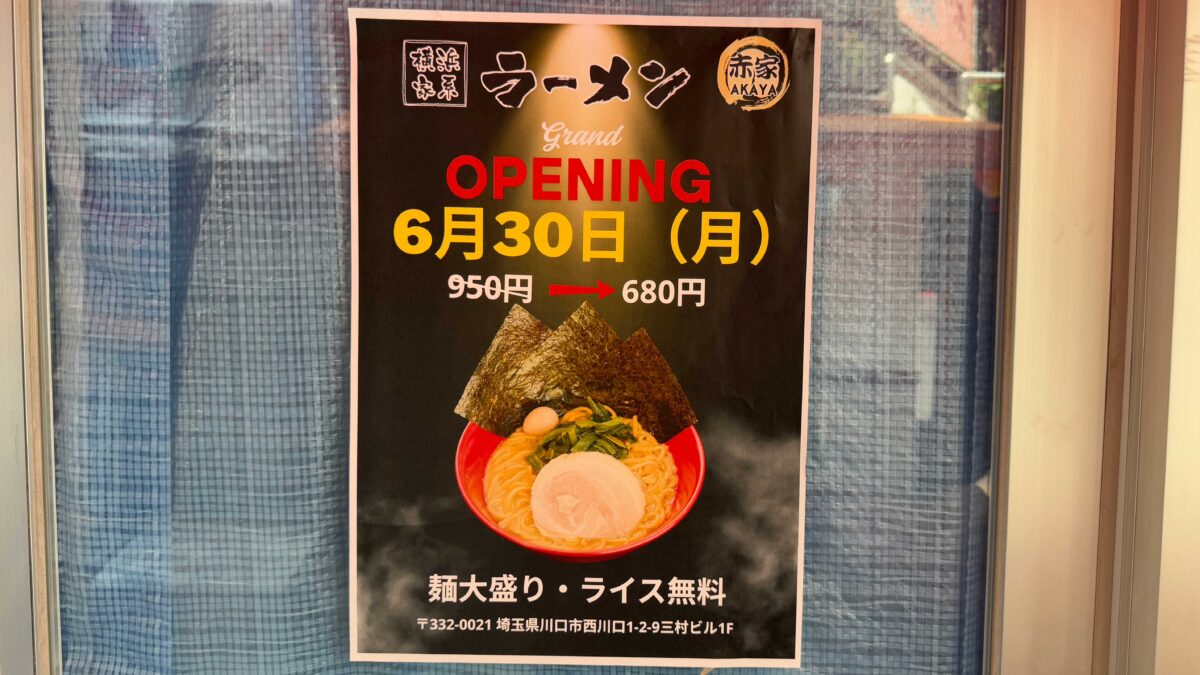 横浜家系
ラーメン
赤家
AKAYA
Grand
OPENING
6月30日（月）
950円 → 680円
麺大盛り・ライス無料
〒332-0021 埼玉県川口市西川口1-2-9三村ビル1F